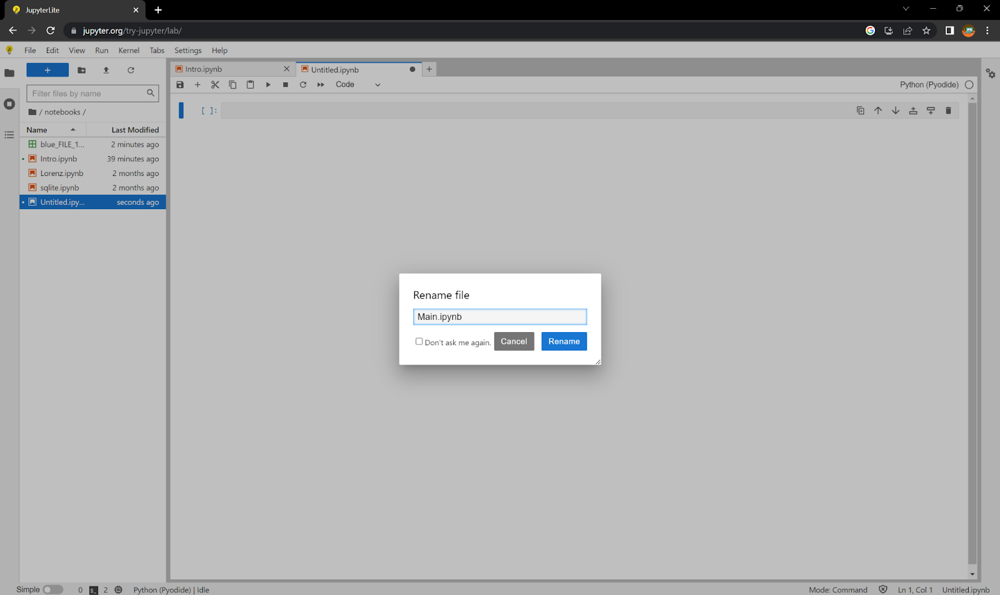 JupyterLite
jupyter.org/try-jupyter/lab/
File Edit View Run Kernel Tabs Settings Help
Intro.ipynb
Untitled.ipynb
Code
Python (Pyodide)
Filter files by name
/ notebooks /
[ ]:
Name Last Modified
blue_FILE_1... 2 minutes ago
Intro.ipynb 39 minutes ago
Lorenz.ipynb 2 months ago
sqlite.ipynb 2 months ago
Untitled.ipy... seconds ago
Rename file
Main.ipynb
Don't ask me again. Cancel Rename
Simple 0 $_ 2 Python (Pyodide) | Idle Mode: Command Ln 1, Col 1 Untitled.ipynb